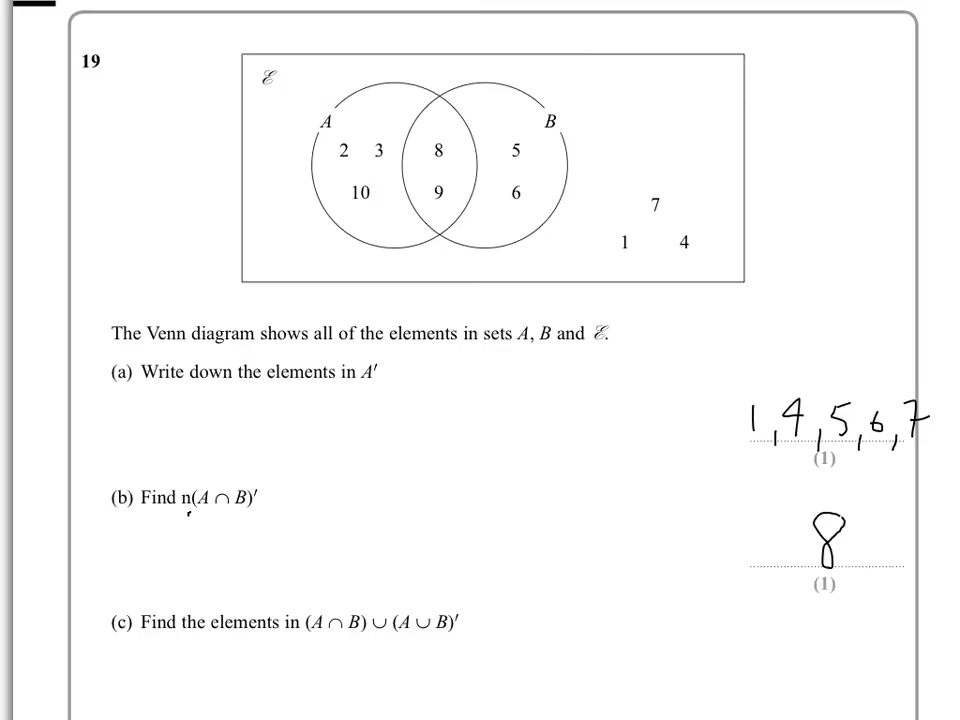 19
ℰ
A B
2 3 8 5
10 9 6
7
1 4
The Venn diagram shows all of the elements in sets A, B and ℰ.
(a) Write down the elements in A′
1,4,5,6,7
(1)
(b) Find n(A ∩ B)′
8
(1)
(c) Find the elements in (A ∩ B) ∪ (A ∪ B)′